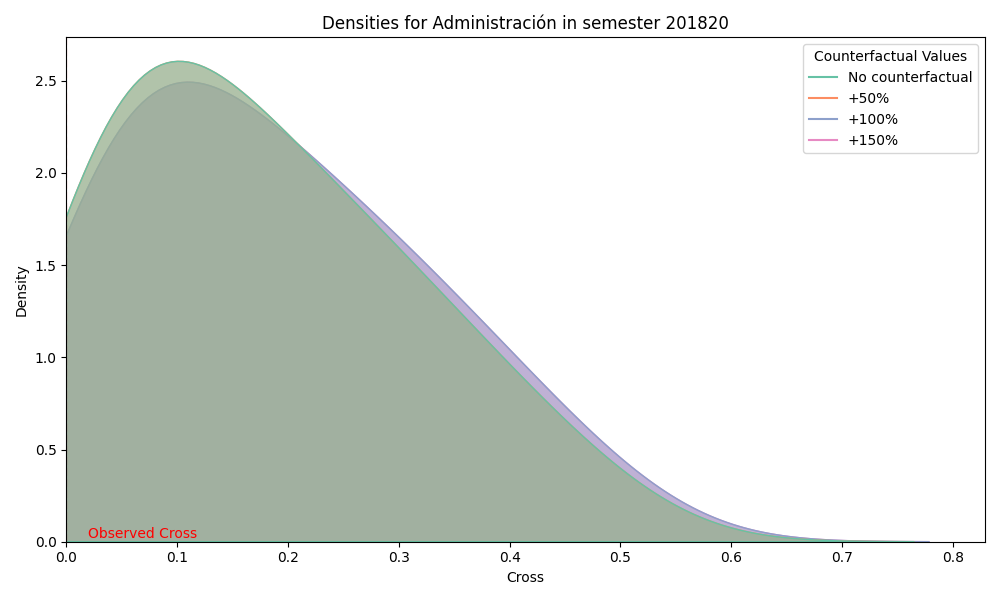 Densities for Administración in semester 201820
Counterfactual Values
No counterfactual
+50%
+100%
+150%
Density
2.5
2.0
1.5
1.0
0.5
0.0
Observed Cross
0.0 0.1 0.2 0.3 0.4 0.5 0.6 0.7 0.8
Cross